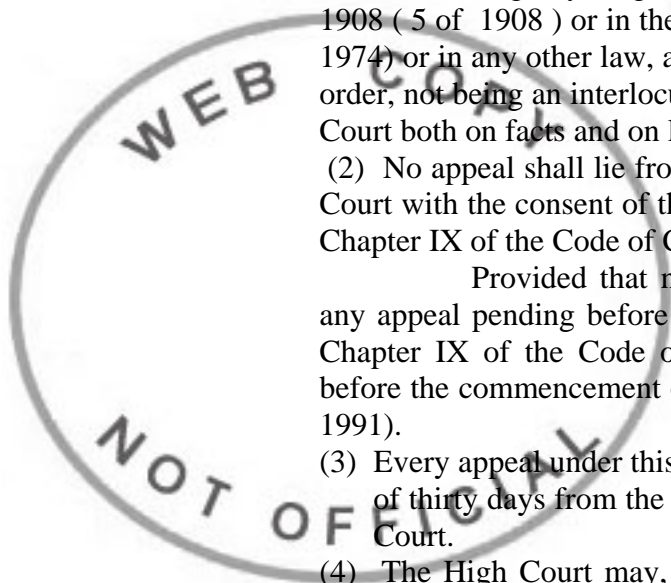 1908 ( 5 of 1908 ) or in the
1974) or in any other law, a
order, not being an interlocu
Court both on facts and on l
(2) No appeal shall lie fro
Court with the consent of th
Chapter IX of the Code of C
Provided that n
any appeal pending before
Chapter IX of the Code o
before the commencement
1991).
(3) Every appeal under this
of thirty days from the
Court.
(4) The High Court may,
WEB COPY
NOT OFFICIAL